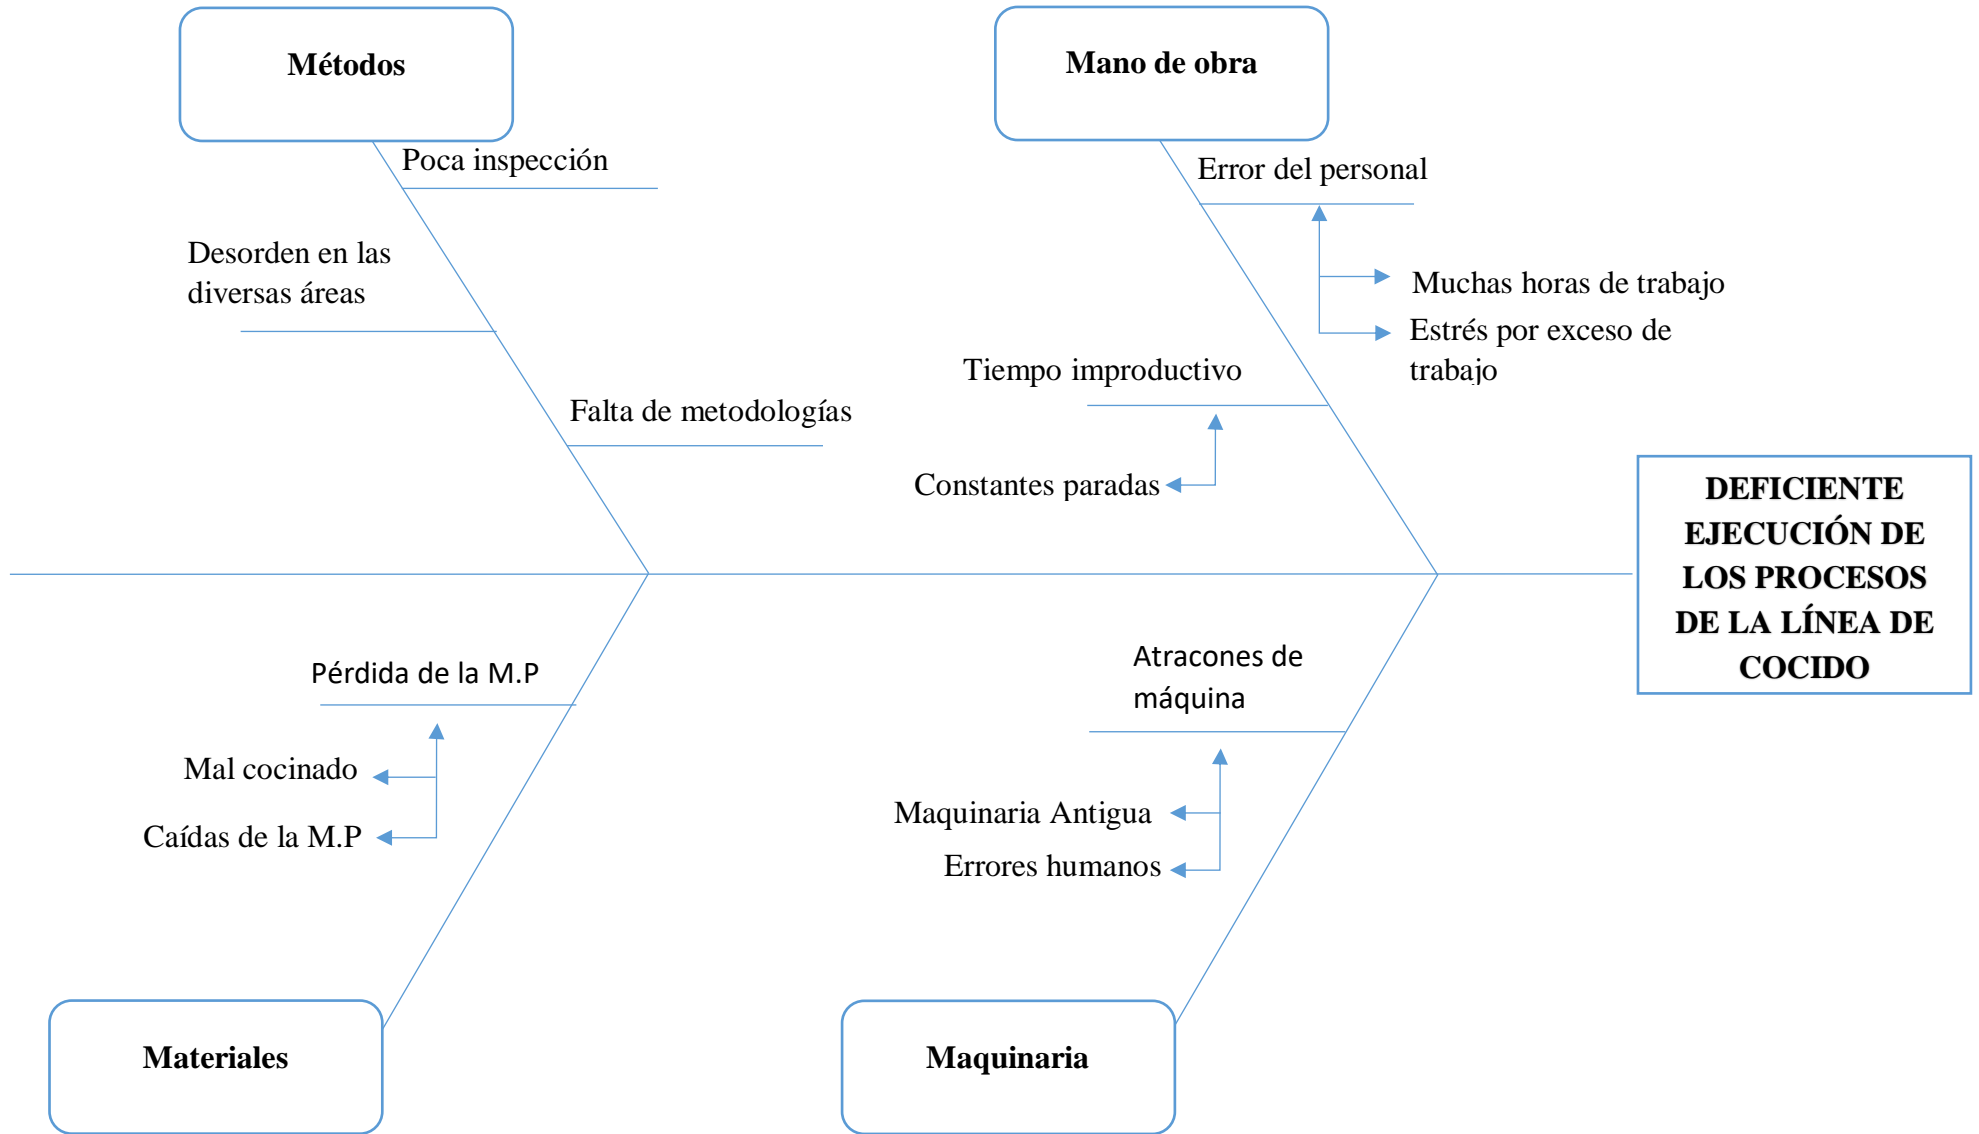 Métodos
Mano de obra
Poca inspección
Error del personal
Desorden en las
diversas áreas
Muchas horas de trabajo
Estrés por exceso de
trabajo
Tiempo improductivo
Falta de metodologías
Constantes paradas
DEFICIENTE
EJECUCIÓN DE
LOS PROCESOS
DE LA LÍNEA DE
COCIDO
Pérdida de la M.P
Mal cocinado
Caídas de la M.P
Atracones de
máquina
Maquinaria Antigua
Errores humanos
Materiales
Maquinaria